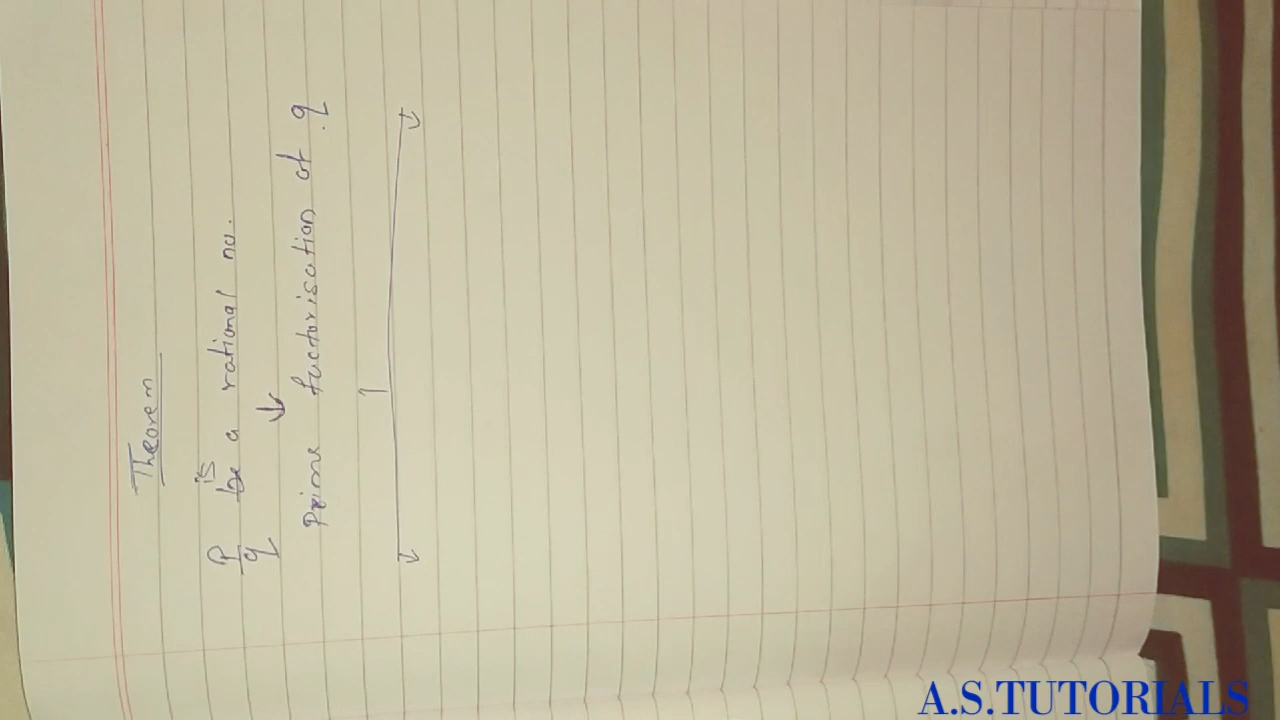 Theorem
p/q is a rational no.
Prime factorisation of q
A.S.TUTORIALS